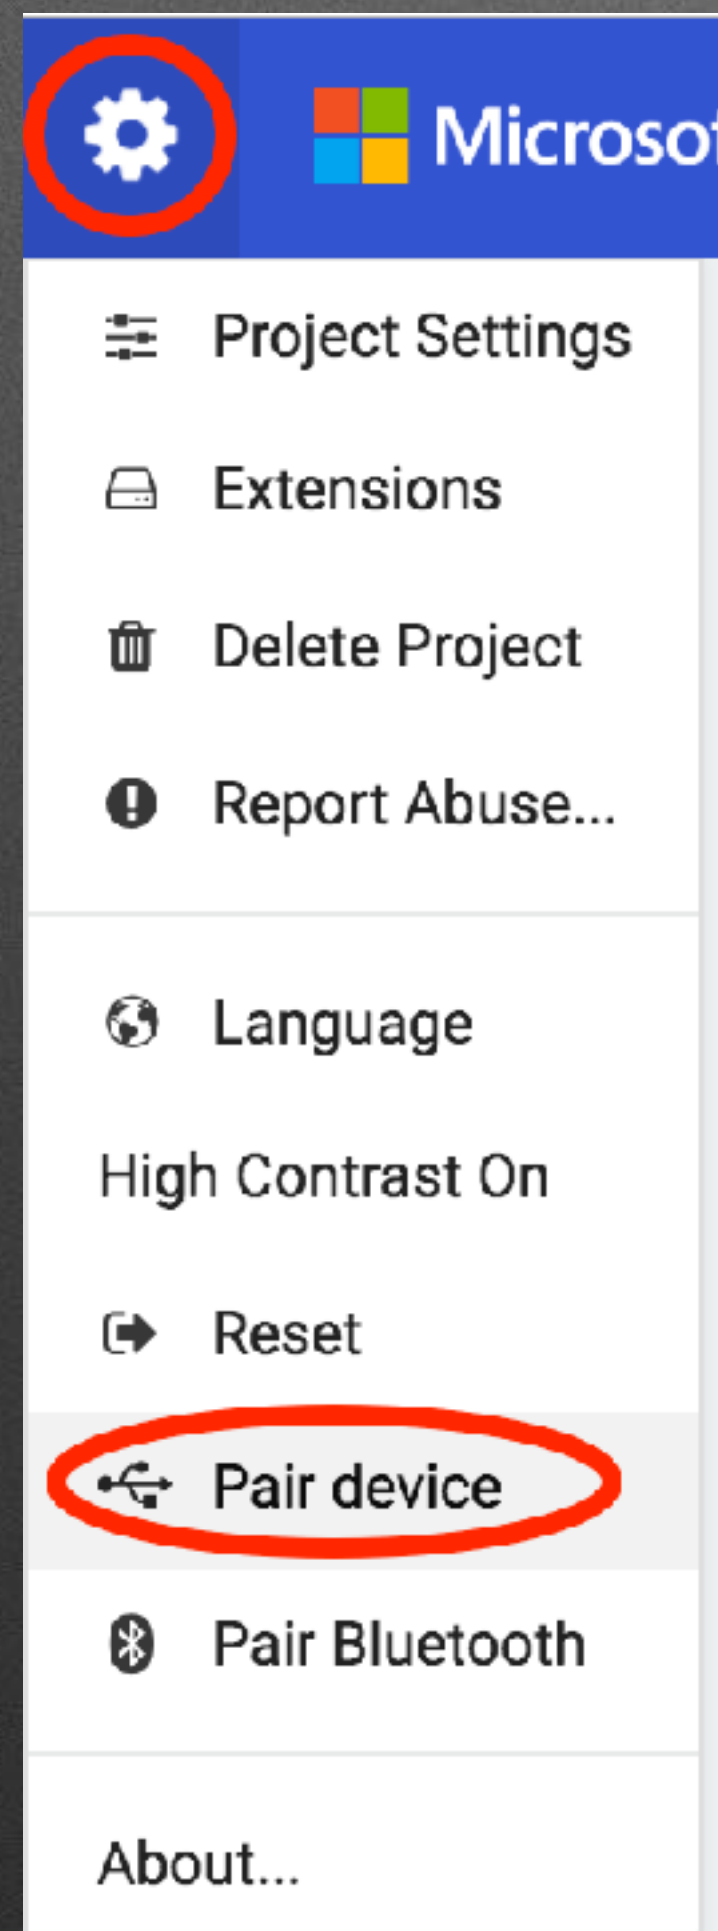 Microsof
Project Settings
Extensions
Delete Project
Report Abuse...
Language
High Contrast On
Reset
Pair device
Pair Bluetooth
About...